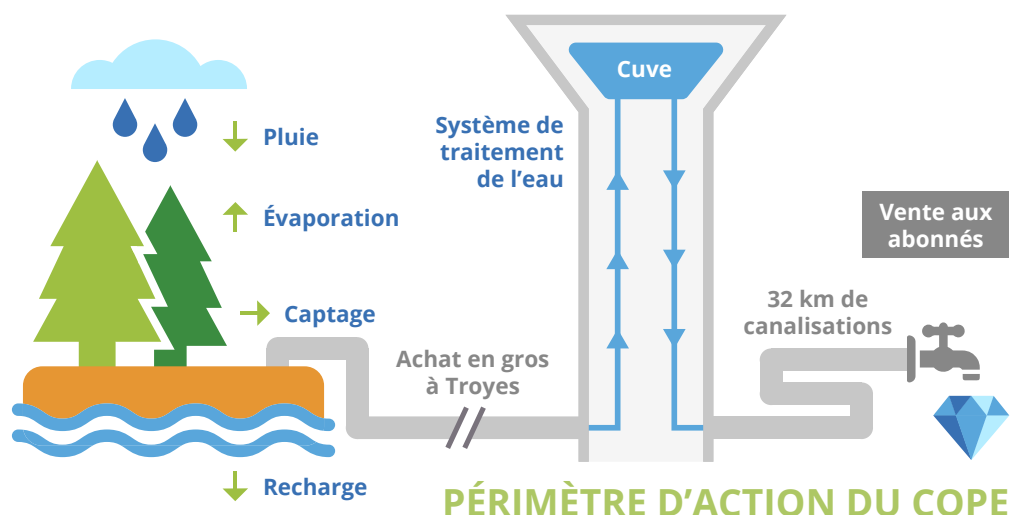 Pluie
Évaporation
Captage
Recharge
Achat en gros
à Troyes
Système de
traitement
de l'eau
Cuve
32 km de
canalisations
Vente aux
abonnés
PÉRIMÈTRE D'ACTION DU COPE